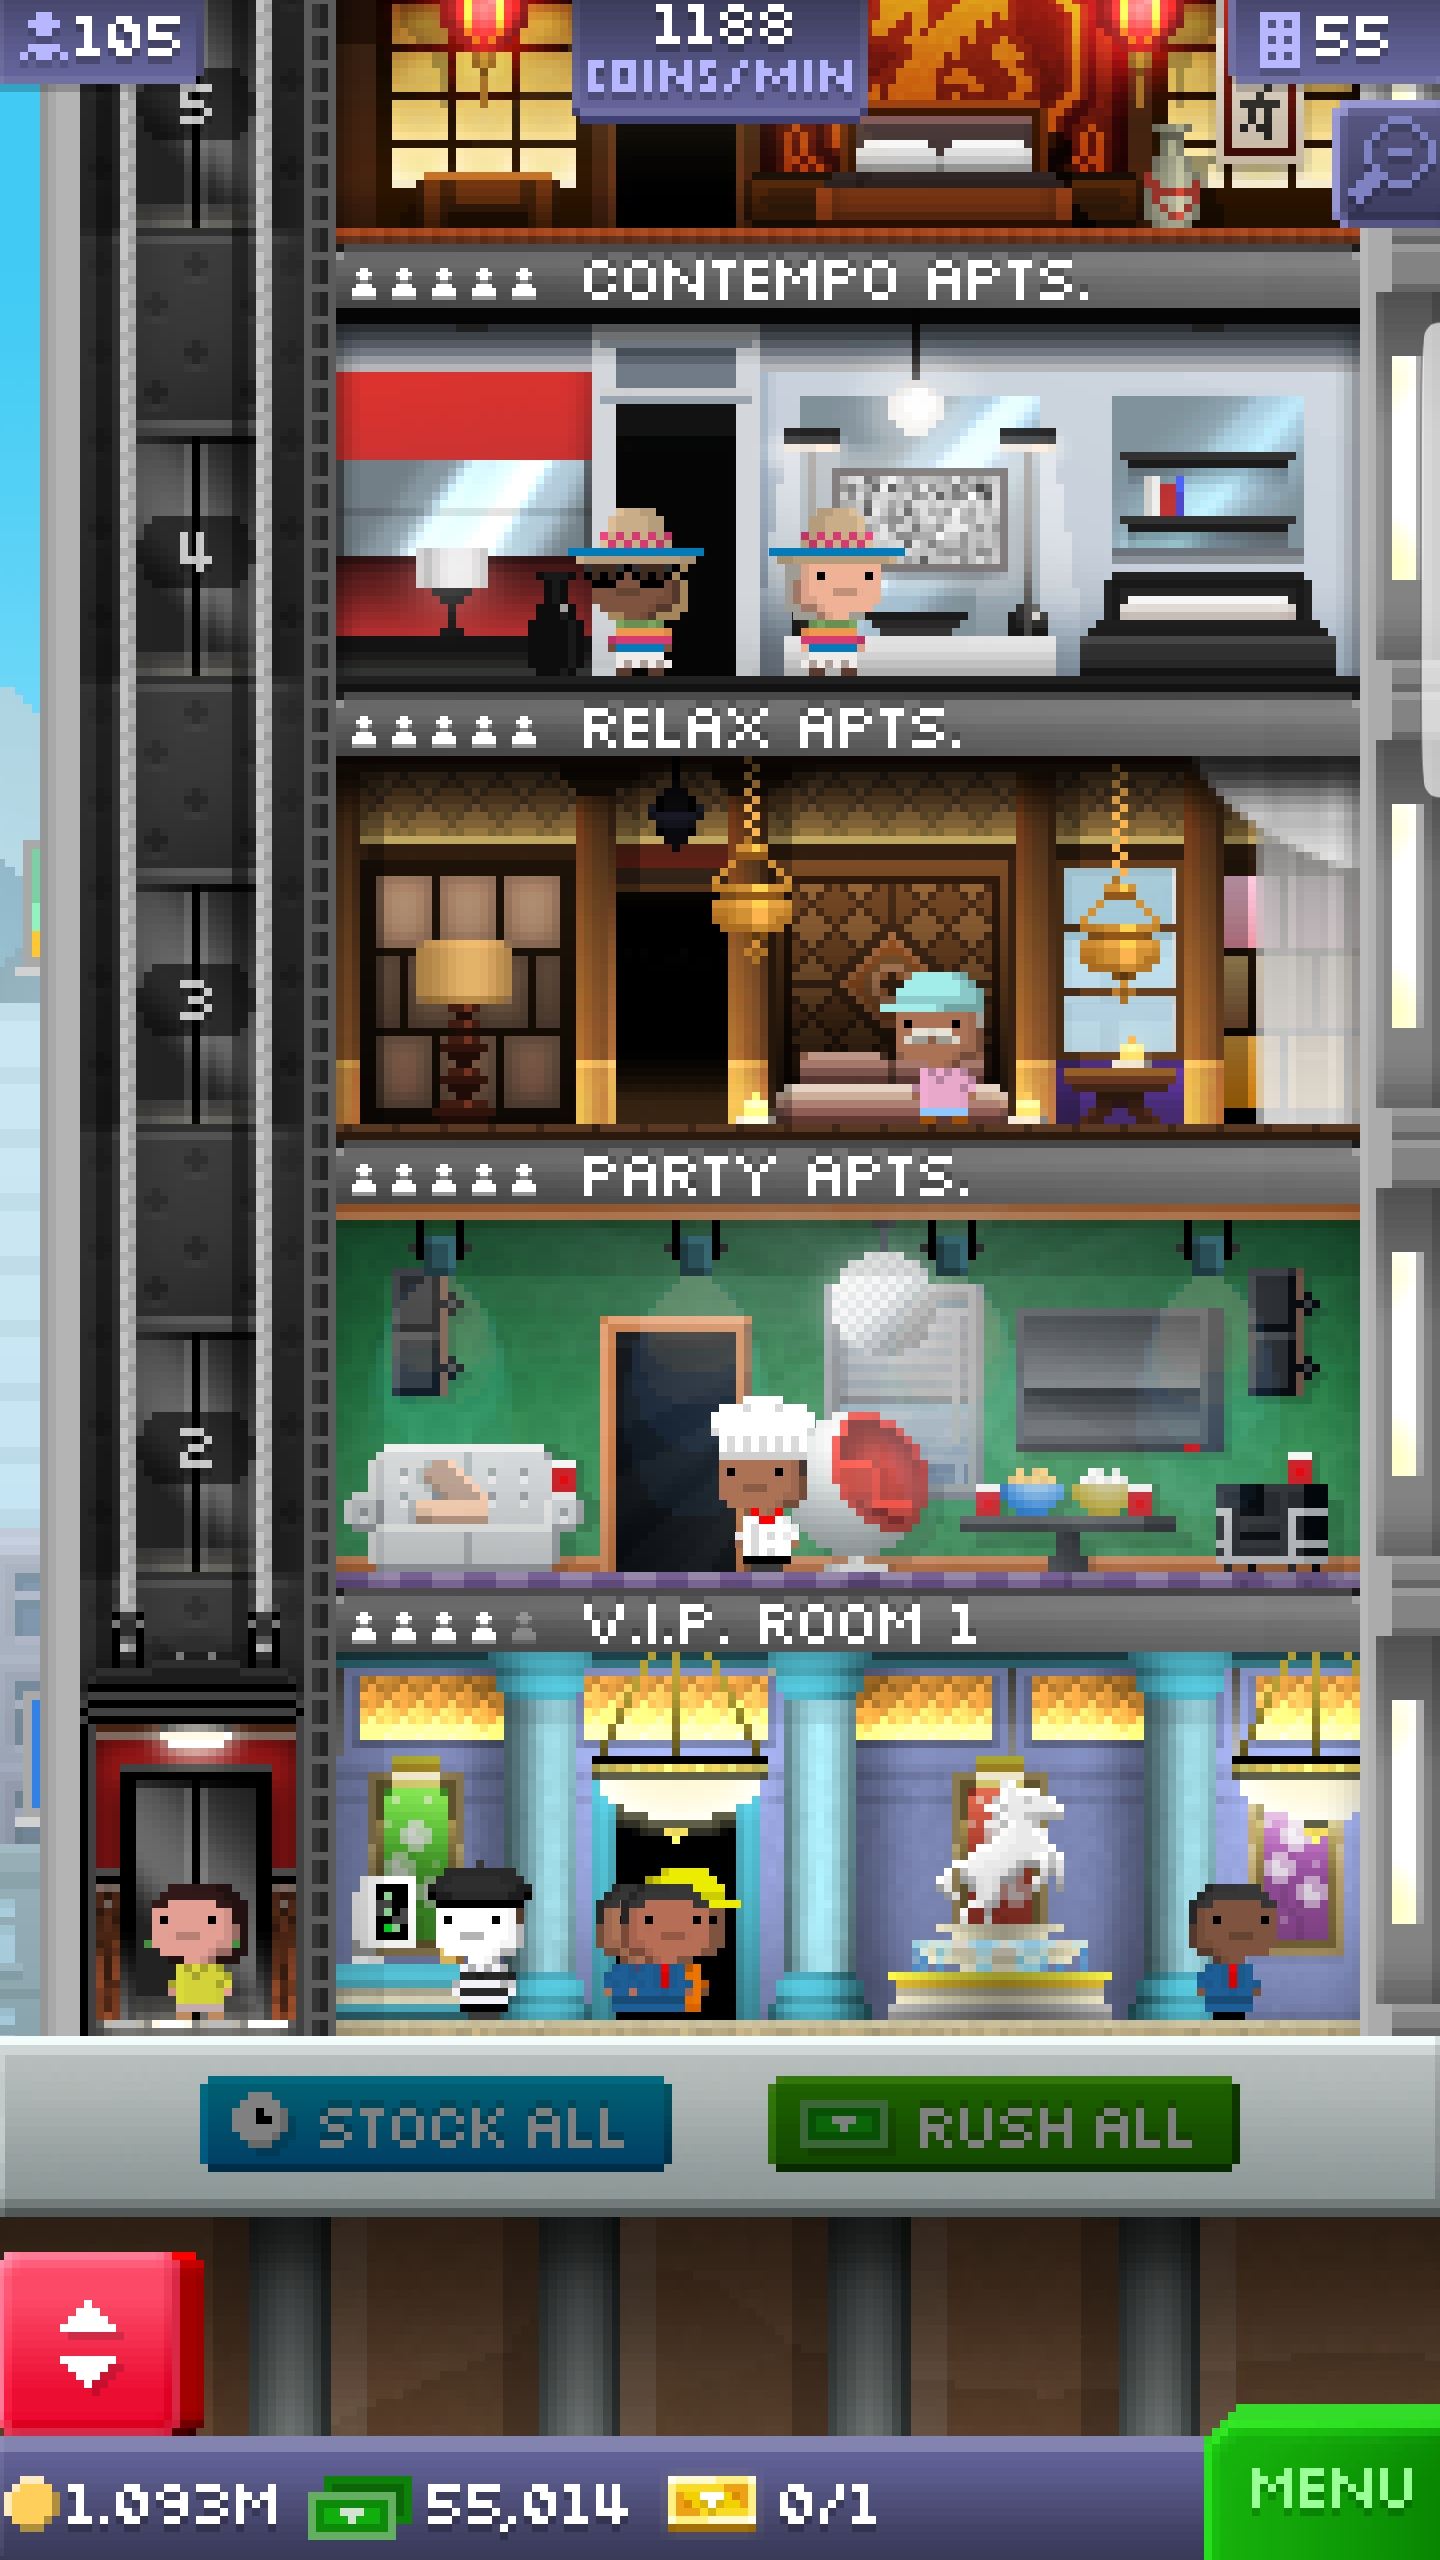 105
1188
COINS/MIN
55
5
CONTEMPO APTS.
4
RELAX APTS.
3
PARTY APTS.
2
V.I.P. ROOM 1
STOCK ALL
RUSH ALL
1.093M
55,014
0/1
MENU